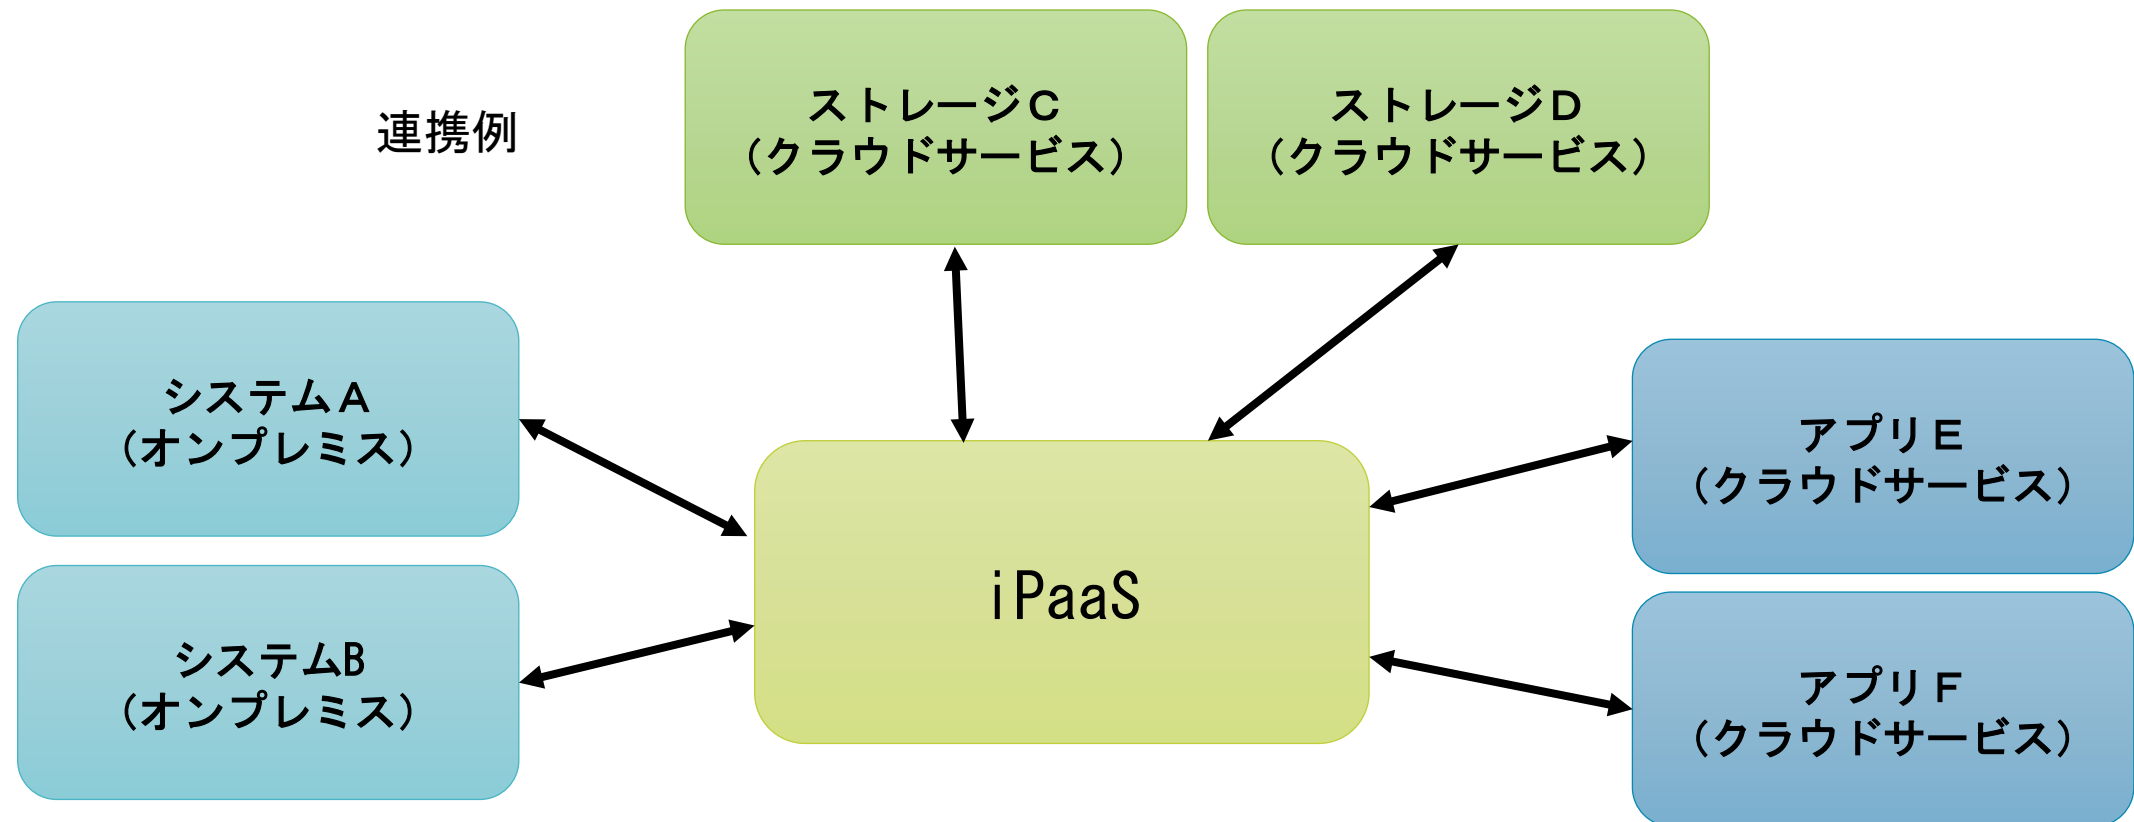 連携例
ストレージC
（クラウドサービス）
ストレージD
（クラウドサービス）
システムA
（オンプレミス）
システムB
（オンプレミス）
iPaaS
アプリE
（クラウドサービス）
アプリF
（クラウドサービス）